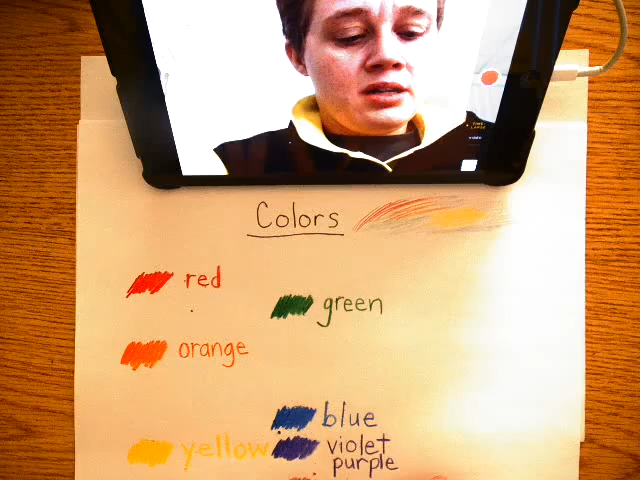 Colors
red
green
orange
blue
yellow
violet
purple